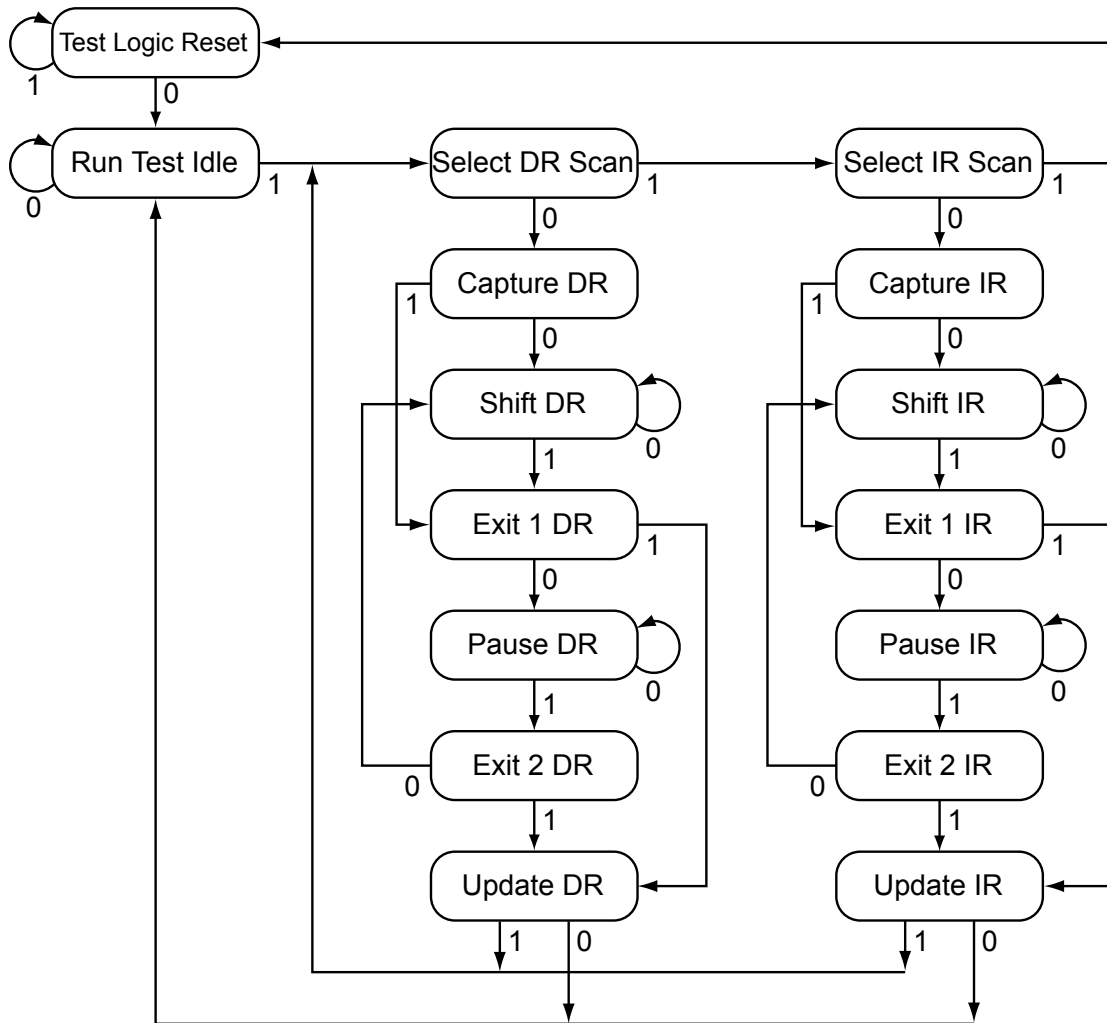 Test Logic Reset
1
0
Run Test Idle
0
1
Select DR Scan
1
Select IR Scan
1
0
0
Capture DR
1
0
Capture IR
1
0
Shift DR
0
1
Shift IR
0
1
Exit 1 DR
1
0
Exit 1 IR
1
0
Pause DR
0
1
Pause IR
0
1
Exit 2 DR
0
1
Exit 2 IR
0
1
Update DR
1
0
Update IR
1
0